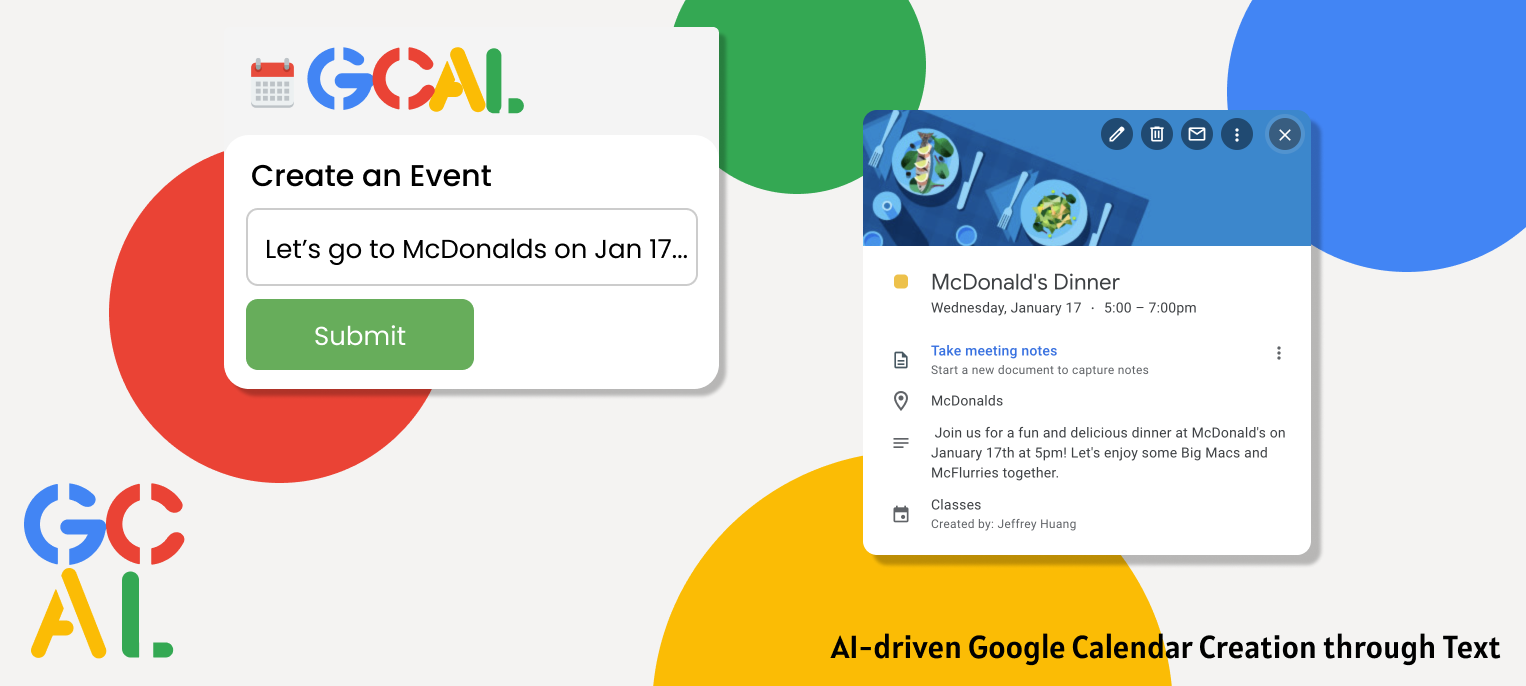 GCAL
Create an Event
Let’s go to McDonalds on Jan 17...
Submit
McDonald's Dinner
Wednesday, January 17 · 5:00 – 7:00pm
Take meeting notes
Start a new document to capture notes
McDonalds
Join us for a fun and delicious dinner at McDonald's on
January 17th at 5pm! Let's enjoy some Big Macs and
McFlurries together.
Classes
Created by: Jeffrey Huang
GC
AL
AI-driven Google Calendar Creation through Text